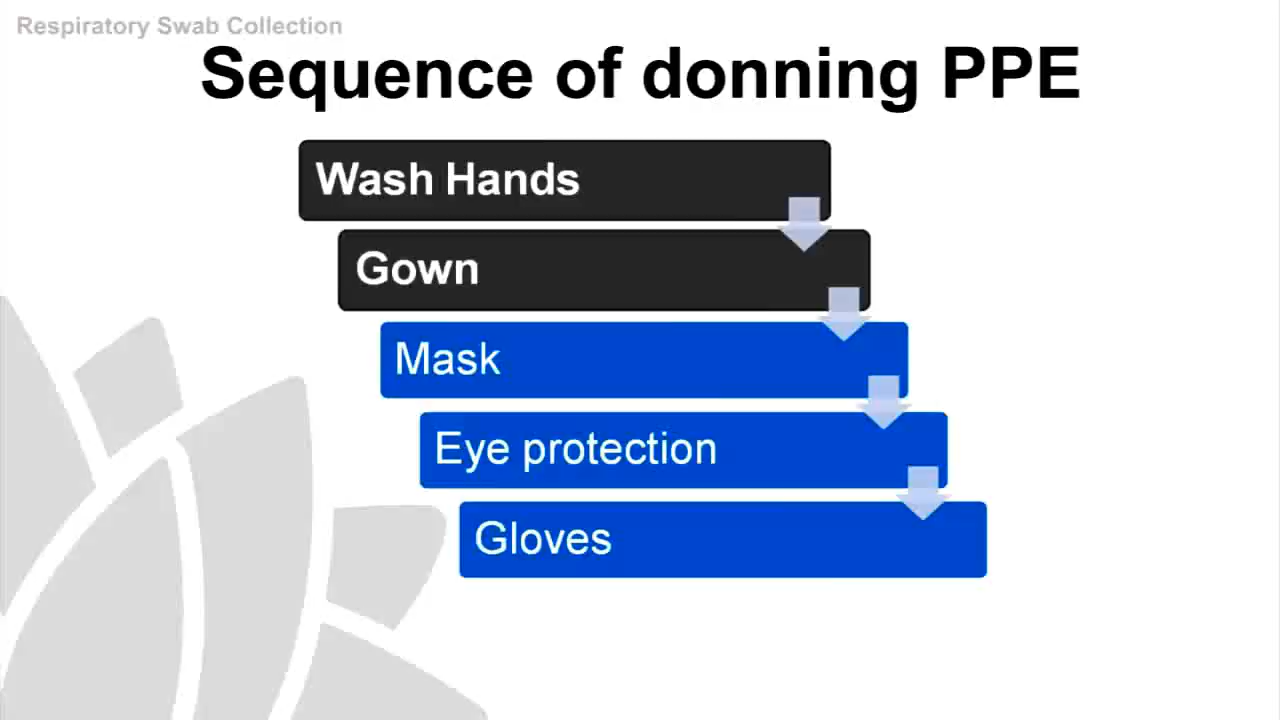 Respiratory Swab Collection
Sequence of donning PPE
Wash Hands
Gown
Mask
Eye protection
Gloves